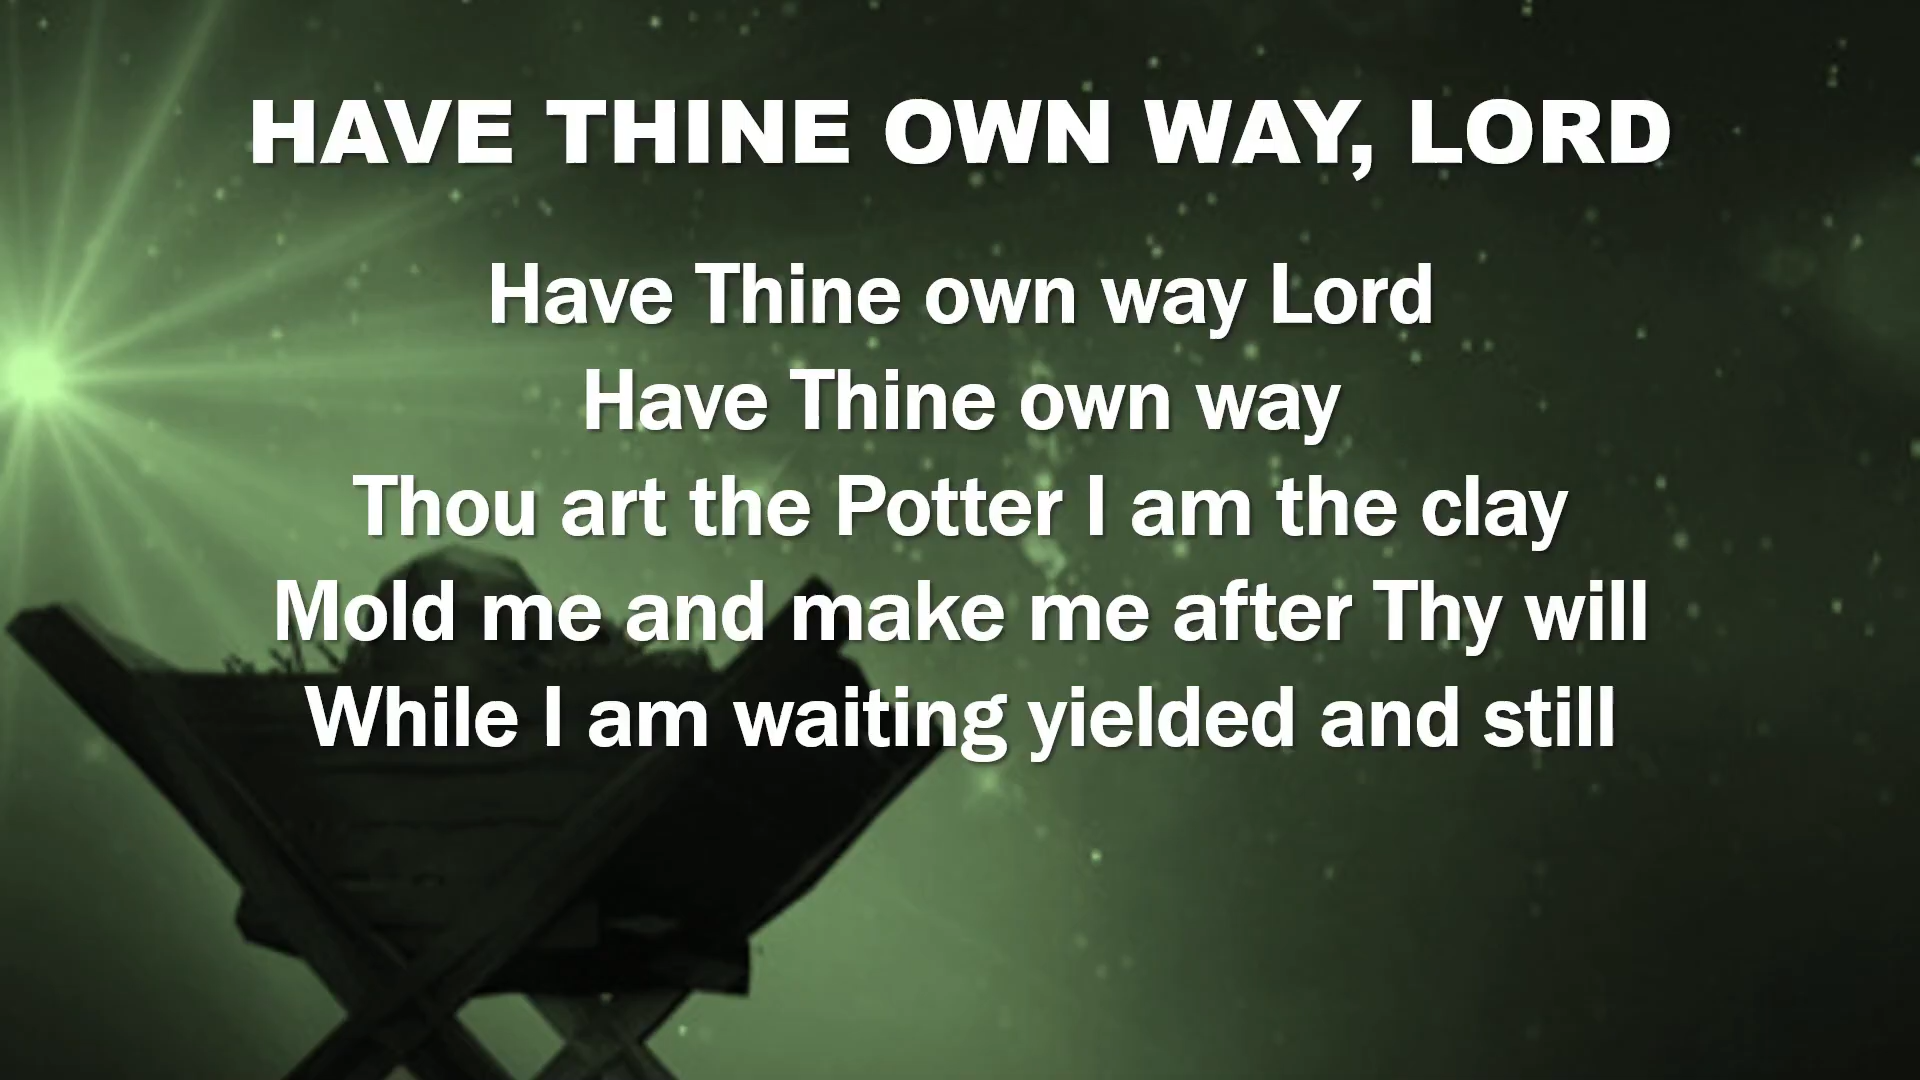 HAVE THINE OWN WAY, LORD
Have Thine own way Lord
Have Thine own way
Thou art the Potter I am the clay
Mold me and make me after Thy will
While I am waiting yielded and still